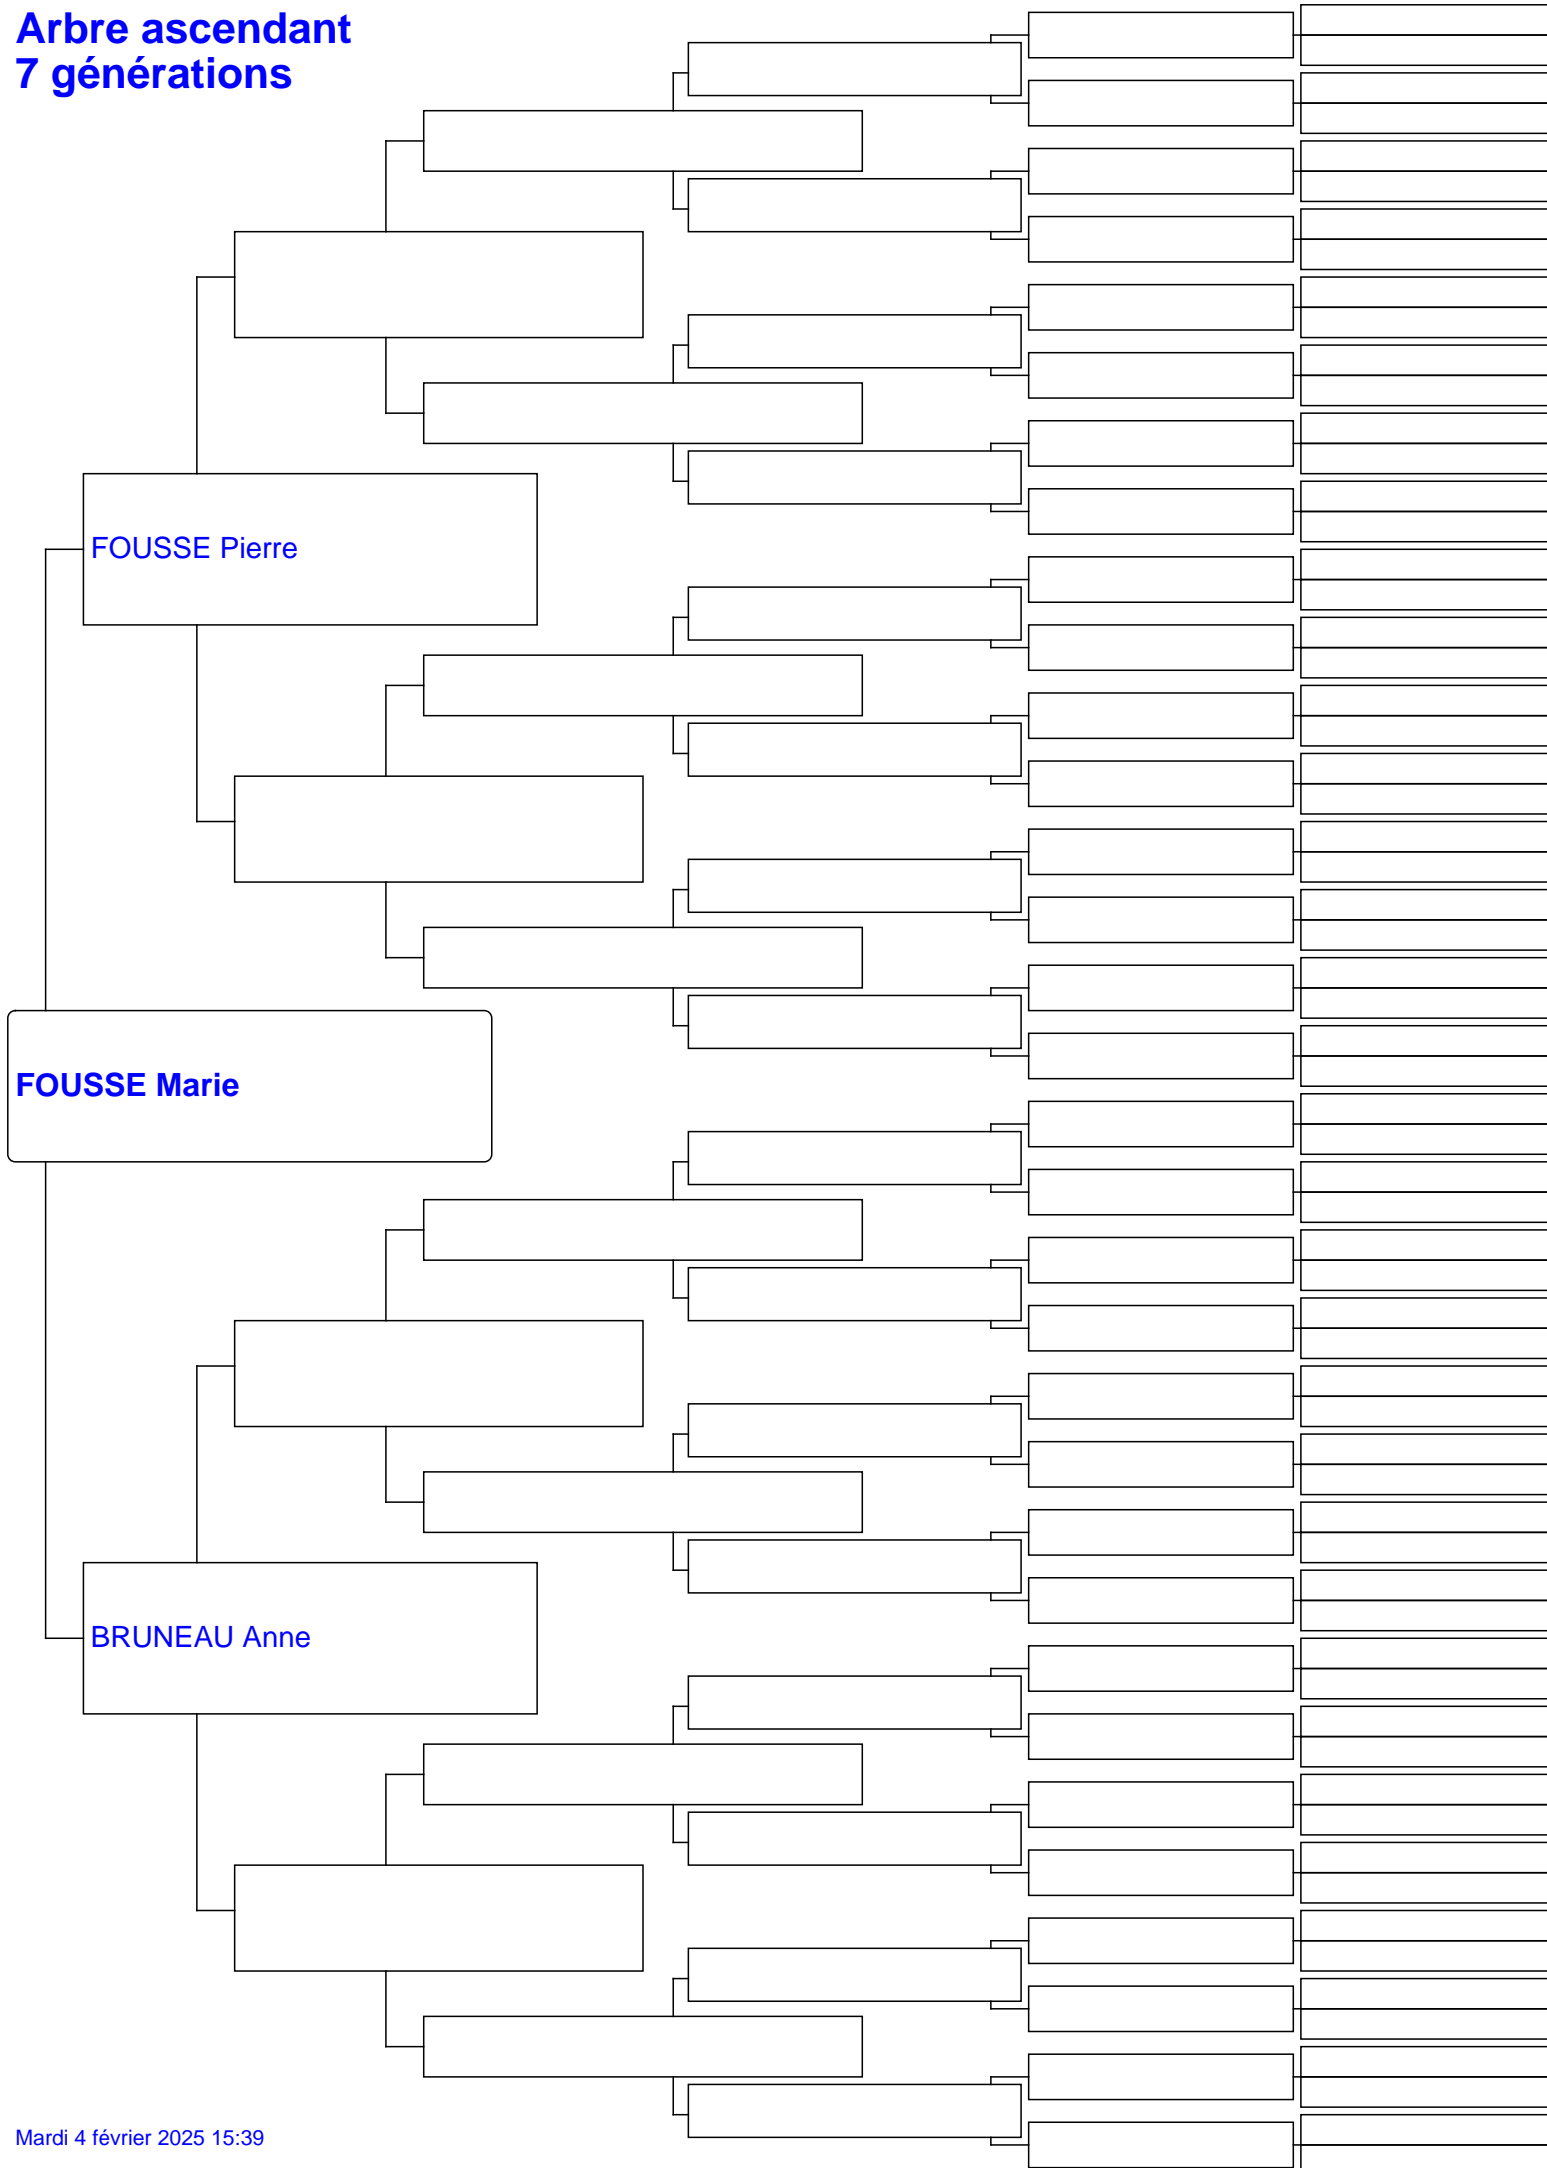 Arbre ascendant
7 générations
FOUSSE Pierre
FOUSSE Marie
BRUNEAU Anne
Mardi 4 février 2025 15:39